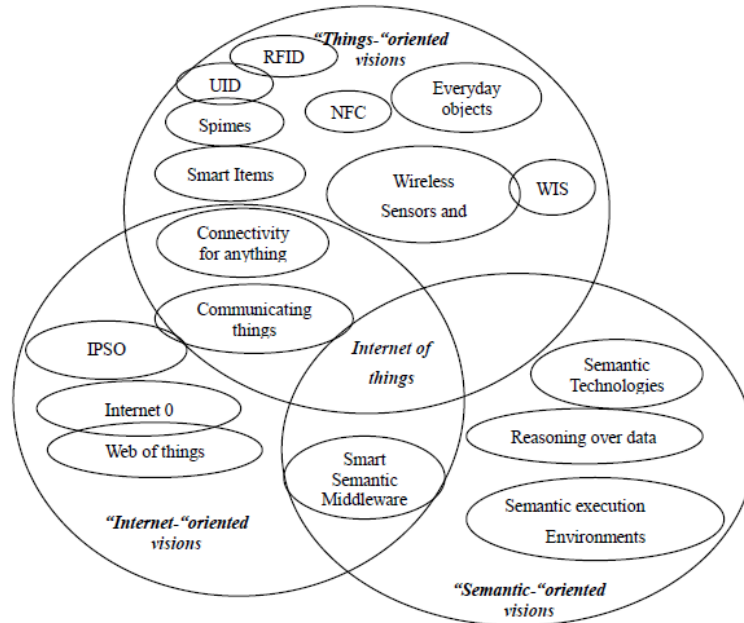 “Things-“oriented
visions
RFID
UID
NFC
Everyday
objects
Spimes
Smart Items
Wireless
Sensors and
WIS
Connectivity
for anything
Communicating
things
IPSO
Internet of
things
Semantic
Technologies
Internet 0
Reasoning over data
Web of things
Smart
Semantic
Middleware
Semantic execution
Environments
“Internet-“oriented
visions
“Semantic-“oriented
visions